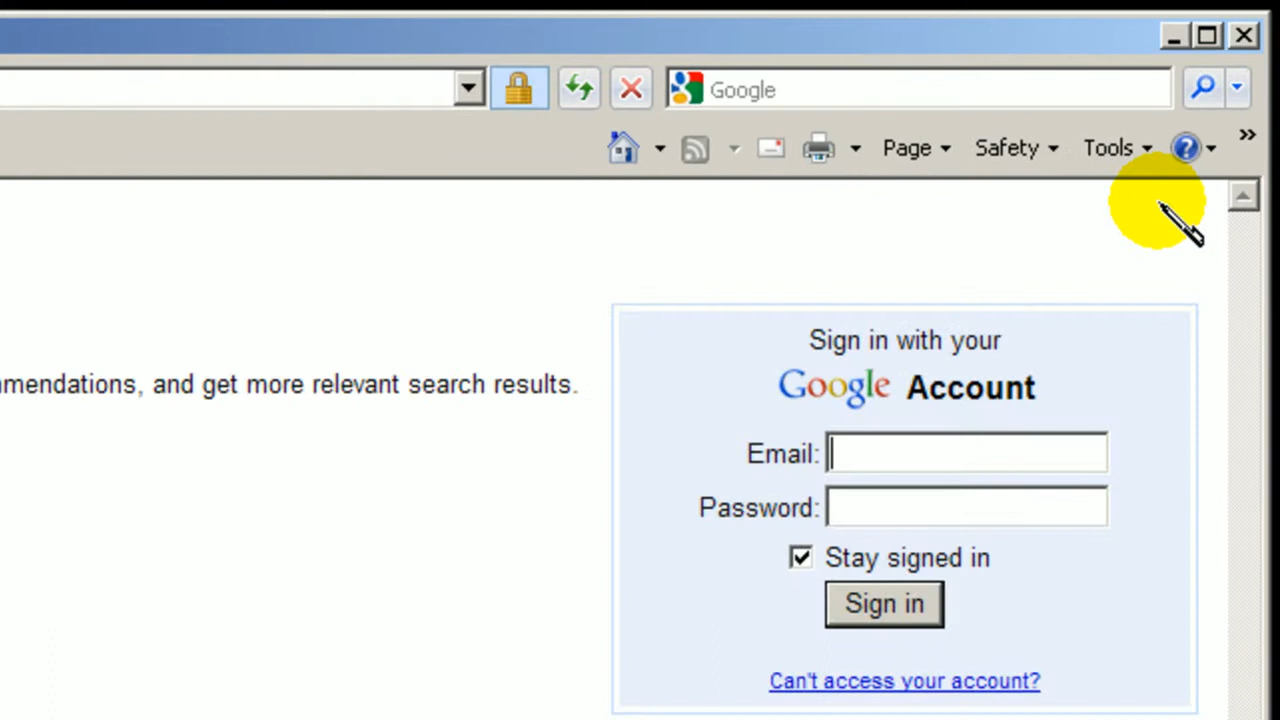 Google
Page Safety Tools »
Sign in with your
Google Account
mendations, and get more relevant search results.
Email:
Password:
Stay signed in
Sign in
Can't access your account?